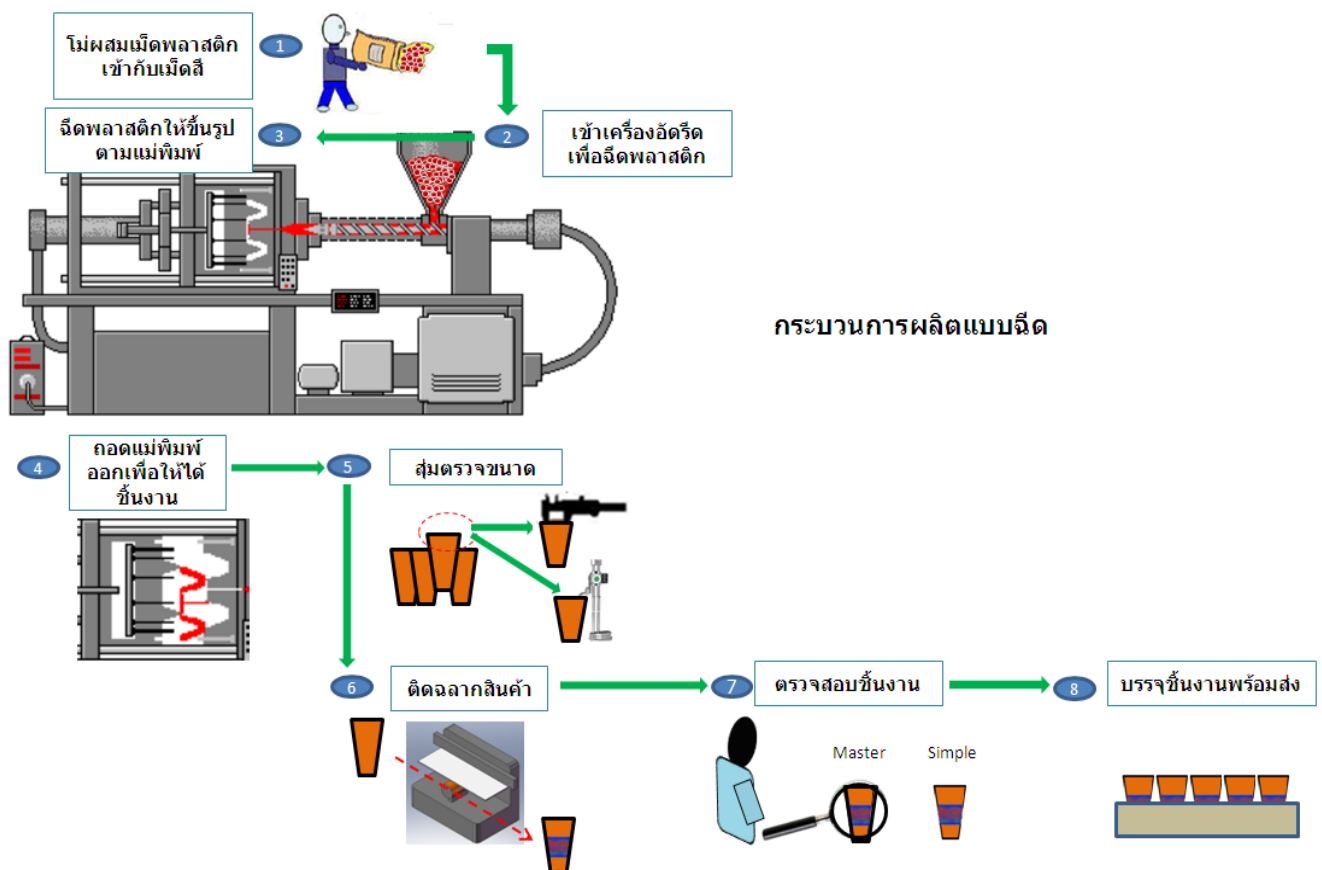 1
โม่ผสมเม็ดพลาสติก
เข้ากับเม็ดสี
2
เข้าเครื่องอัดรีด
เพื่อฉีดพลาสติก
3
ฉีดพลาสติกให้ขึ้นรูป
ตามแม่พิมพ์
กระบวนการผลิตแบบฉีด
4
ถอดแม่พิมพ์
ออกเพื่อให้ได้
ชิ้นงาน
5
สุ่มตรวจขนาด
6
ติดฉลากสินค้า
7
ตรวจสอบชิ้นงาน
Master
Simple
8
บรรจุชิ้นงานพร้อมส่ง